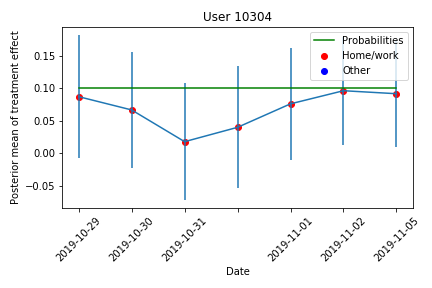 User 10304
Probabilities
Home/work
Other
Posterior mean of treatment effect
0.15
0.10
0.05
0.00
−0.05
2019-10-29
2019-10-30
2019-10-31
2019-11-01
2019-11-02
2019-11-05
Date